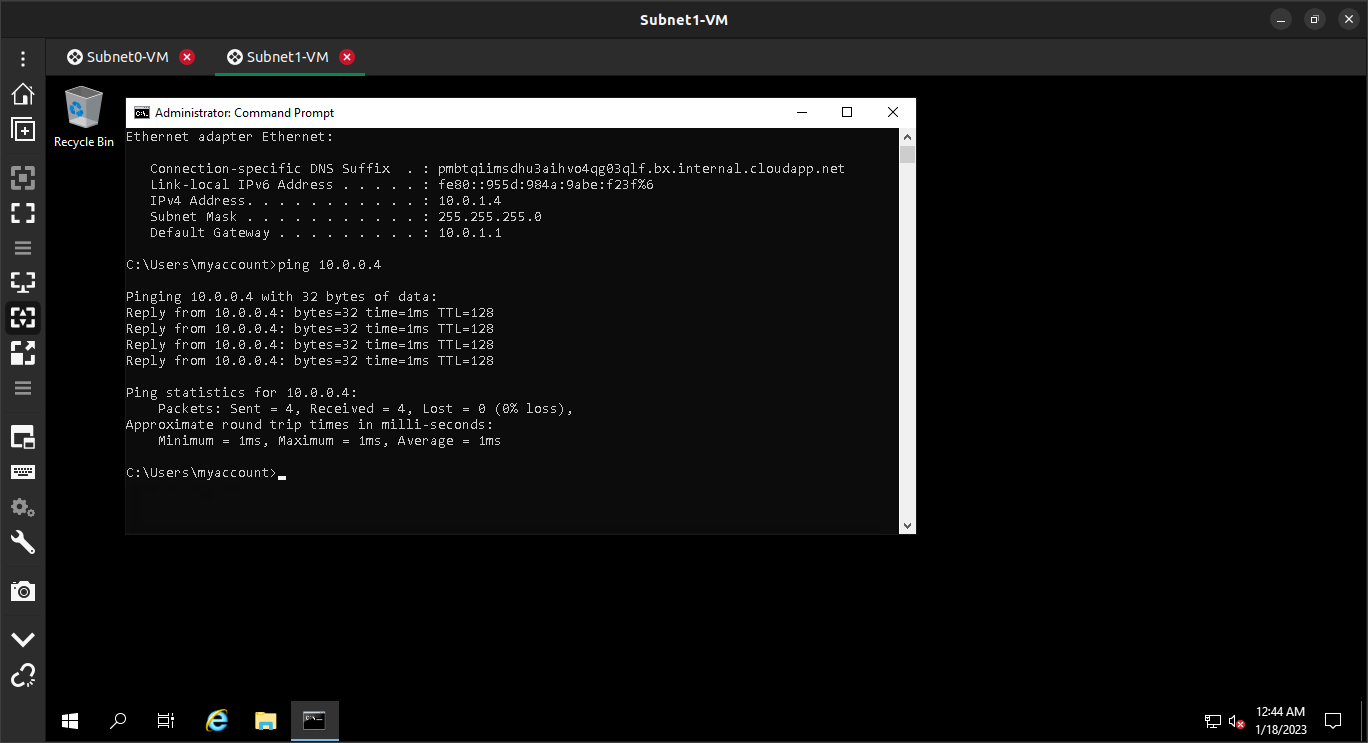 Subnet1-VM
Subnet0-VM
Subnet1-VM
Recycle Bin
Administrator: Command Prompt
Ethernet adapter Ethernet:
Connection-specific DNS Suffix . : pmbtqiimsdhu3aihvo4qg03qlf.bx.internal.cloudapp.net
Link-local IPv6 Address . . . . . : fe80::955d:984a:9abe:f23f%6
IPv4 Address. . . . . . . . . . . : 10.0.1.4
Subnet Mask . . . . . . . . . . . : 255.255.255.0
Default Gateway . . . . . . . . . : 10.0.1.1
C:\Users\myaccount>ping 10.0.0.4
Pinging 10.0.0.4 with 32 bytes of data:
Reply from 10.0.0.4: bytes=32 time=1ms TTL=128
Reply from 10.0.0.4: bytes=32 time=1ms TTL=128
Reply from 10.0.0.4: bytes=32 time=1ms TTL=128
Reply from 10.0.0.4: bytes=32 time=1ms TTL=128
Ping statistics for 10.0.0.4:
Packets: Sent = 4, Received = 4, Lost = 0 (0% loss),
Approximate round trip times in milli-seconds:
Minimum = 1ms, Maximum = 1ms, Average = 1ms
C:\Users\myaccount>
12:44 AM
1/18/2023